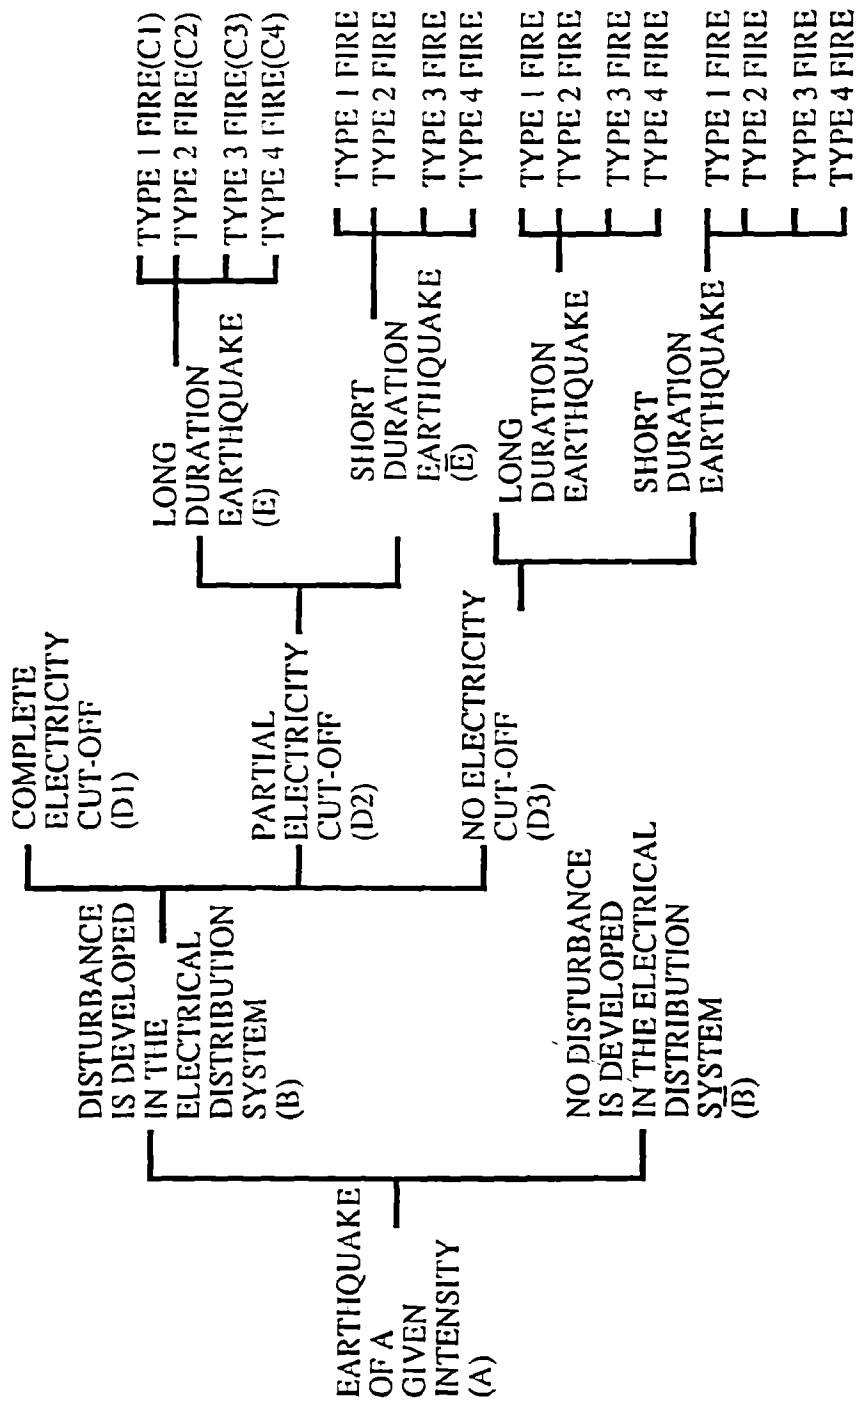 EARTHQUAKE
OF A
GIVEN
INTENSITY
(A)
DISTURBANCE
IS DEVELOPED
IN THE
ELECTRICAL
DISTRIBUTION
SYSTEM
(B)
NO DISTURBANCE
IS DEVELOPED
IN THE ELECTRICAL
DISTRIBUTION
SYSTEM
(B̅)
COMPLETE
ELECTRICITY
CUT-OFF
(D1)
PARTIAL
ELECTRICITY
CUT-OFF
(D2)
NO ELECTRICITY
CUT-OFF
(D3)
LONG
DURATION
EARTHQUAKE
(E)
SHORT
DURATION
EARTHQUAKE
(E̅)
LONG
DURATION
EARTHQUAKE
SHORT
DURATION
EARTHQUAKE
TYPE 1 FIRE(C1)
TYPE 2 FIRE(C2)
TYPE 3 FIRE(C3)
TYPE 4 FIRE(C4)
TYPE 1 FIRE
TYPE 2 FIRE
TYPE 3 FIRE
TYPE 4 FIRE
TYPE 1 FIRE
TYPE 2 FIRE
TYPE 3 FIRE
TYPE 4 FIRE
TYPE 1 FIRE
TYPE 2 FIRE
TYPE 3 FIRE
TYPE 4 FIRE